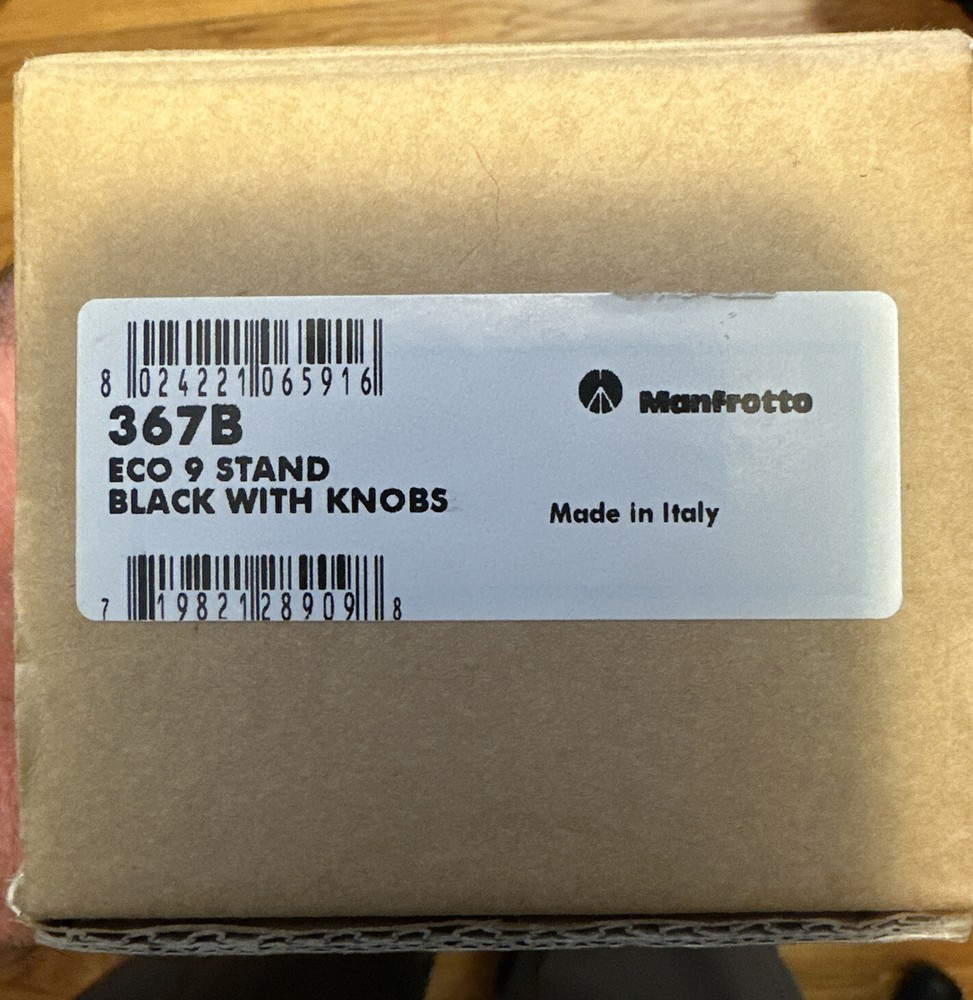 8 024221 065916
367B
ECO 9 STAND
BLACK WITH KNOBS
7 19821 28909 8
Manfrotto
Made in Italy